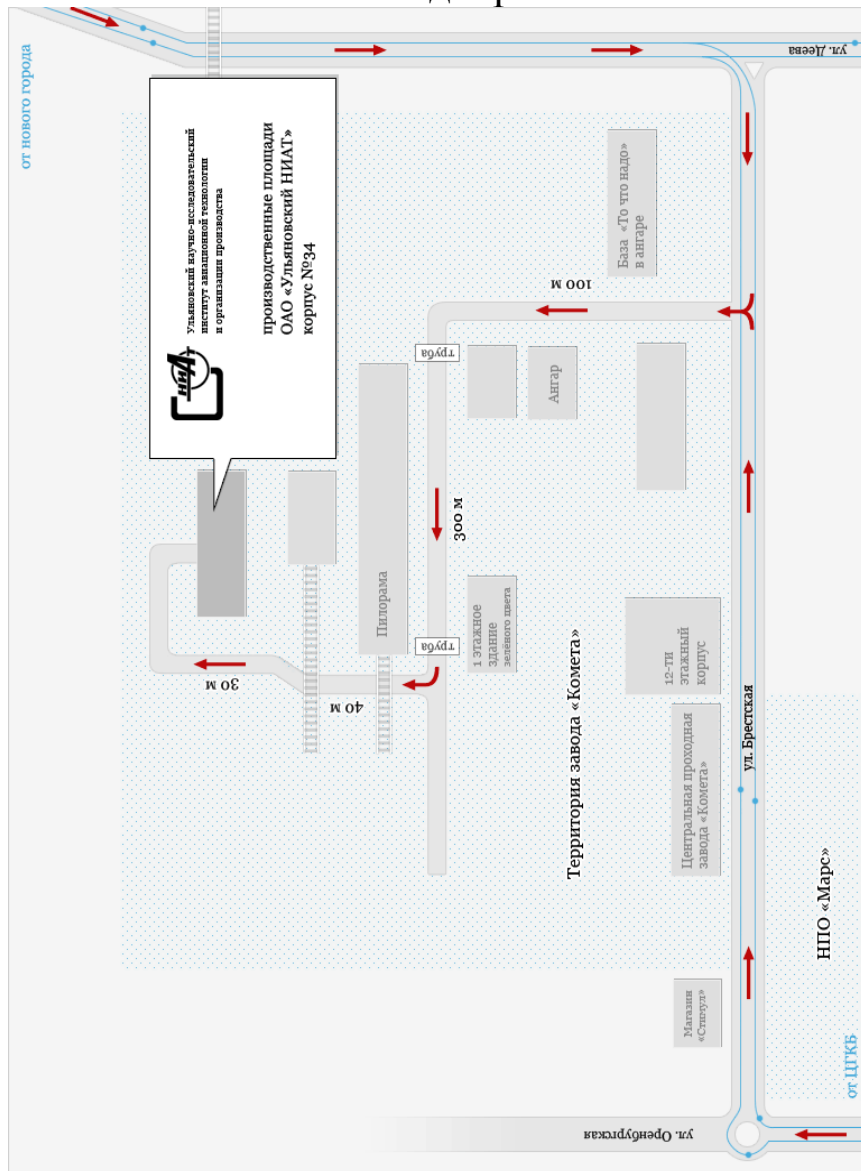 от нового города
Ульяновский научно-исследовательский
институт авиационной технологии
и организации производства
НИАТ
производственные площади
ОАО «Ульяновский НИАТ»
корпус №34
ул. Деева
База «То что надо»
в ангаре
100 м
труба
Ангар
300 м
Пилорама
1 этажное
здание
зелёного цвета
труба
30 м
40 м
Территория завода «Комета»
12-ти
этажный
корпус
ул. Брестская
Центральная проходная
завода «Комета»
НПО «Марс»
Магазин
«Стимул»
от ЦГКБ
ул. Оренбургская